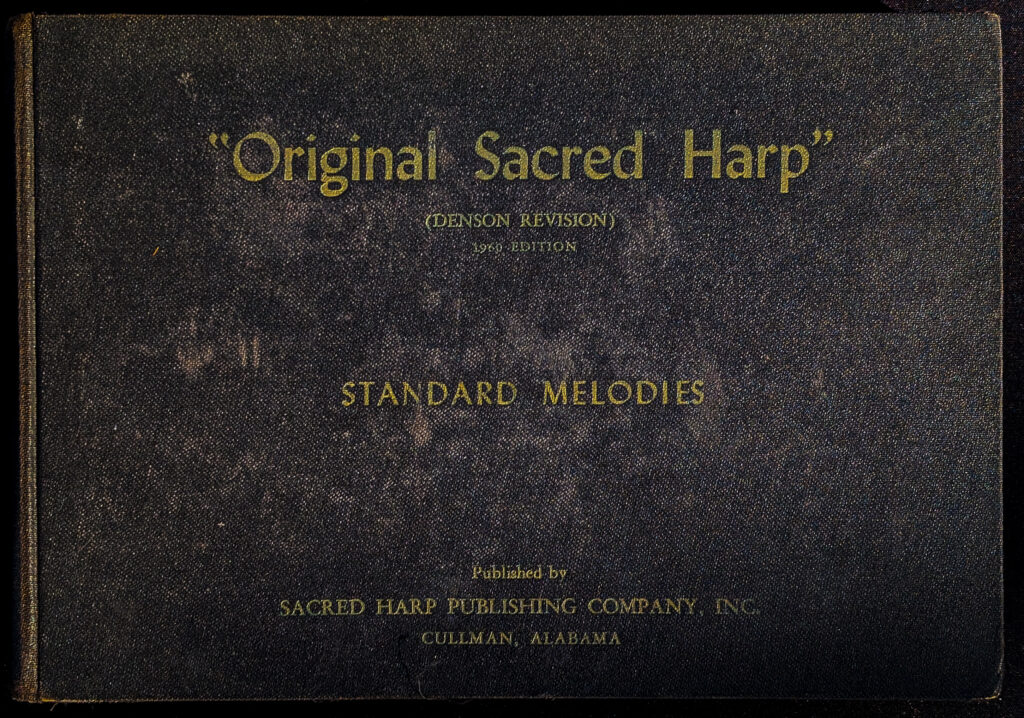 "Original Sacred Harp"
(DENSON REVISION)
1960 EDITION
STANDARD MELODIES
Published by
SACRED HARP PUBLISHING COMPANY, INC.
CULLMAN, ALABAMA